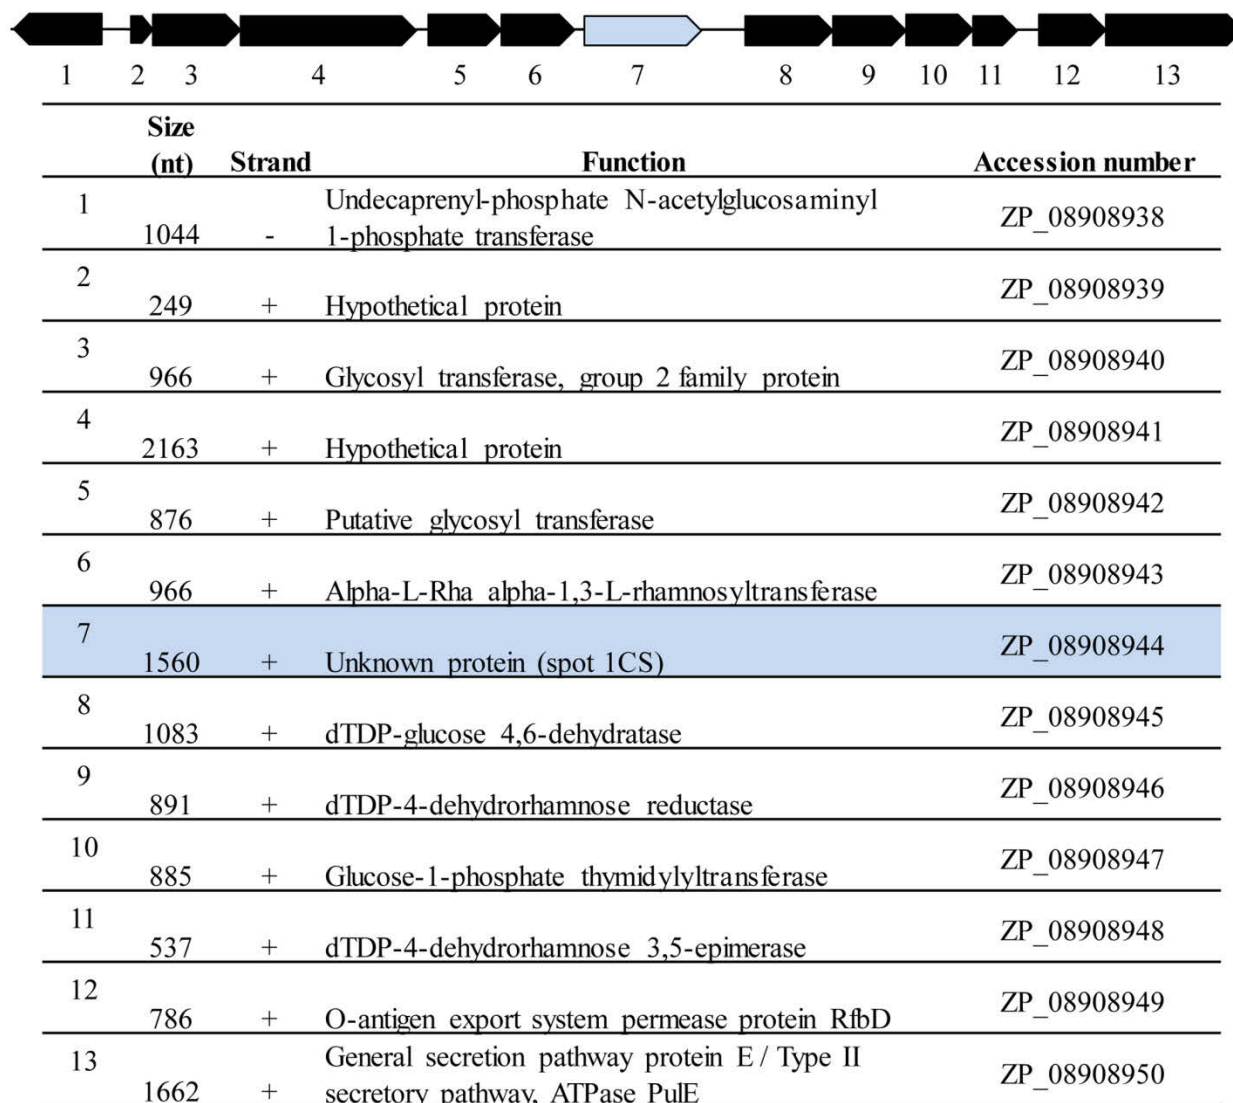 1 2 3 4 5 6 7 8 9 10 11 12 13
Size
(nt) Strand Function Accession number
1 1044 - Undecaprenyl-phosphate N-acetylglucosaminyl
1-phosphate transferase ZP_08908938
2 249 + Hypothetical protein ZP_08908939
3 966 + Glycosyl transferase, group 2 family protein ZP_08908940
4 2163 + Hypothetical protein ZP_08908941
5 876 + Putative glycosyl transferase ZP_08908942
6 966 + Alpha-L-Rha alpha-1,3-L-rhamnosyltransferase ZP_08908943
7 1560 + Unknown protein (spot 1CS) ZP_08908944
8 1083 + dTDP-glucose 4,6-dehydratase ZP_08908945
9 891 + dTDP-4-dehydrorhamnose reductase ZP_08908946
10 885 + Glucose-1-phosphate thymidylyltransferase ZP_08908947
11 537 + dTDP-4-dehydrorhamnose 3,5-epimerase ZP_08908948
12 786 + O-antigen export system permease protein RfbD ZP_08908949
13 1662 + General secretion pathway protein E / Type II
secretory pathway, ATPase PulE ZP_08908950